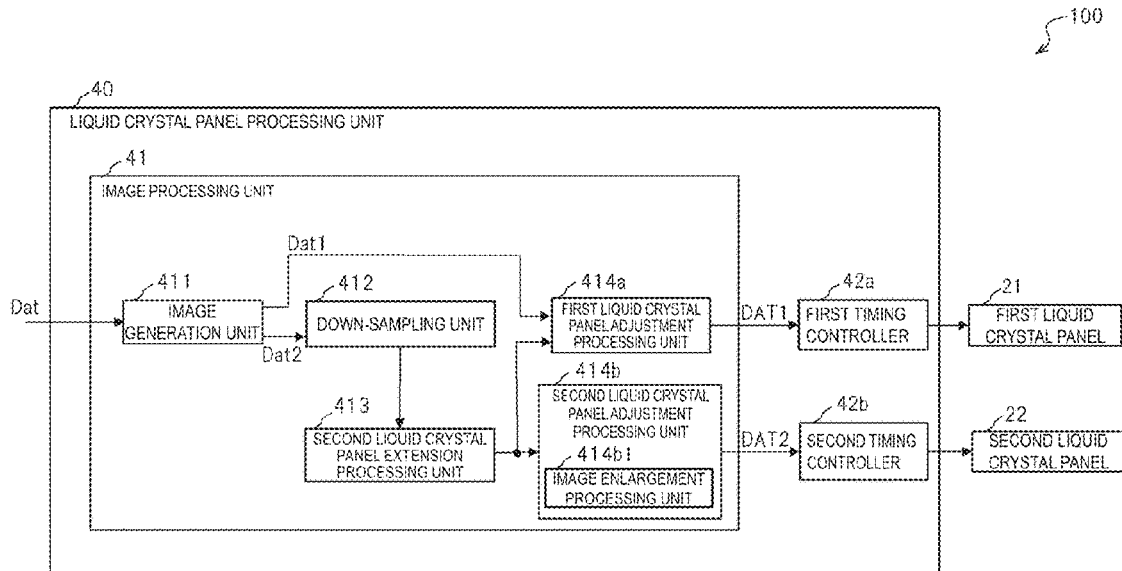 100
40
LIQUID CRYSTAL PANEL PROCESSING UNIT
41
IMAGE PROCESSING UNIT
Dat
411
IMAGE
GENERATION UNIT
Dat1
Dat2
412
DOWN-SAMPLING UNIT
413
SECOND LIQUID CRYSTAL
PANEL EXTENSION
PROCESSING UNIT
414a
FIRST LIQUID CRYSTAL
PANEL ADJUSTMENT
PROCESSING UNIT
414b
SECOND LIQUID CRYSTAL
PANEL ADJUSTMENT
PROCESSING UNIT
414b1
IMAGE ENLARGEMENT
PROCESSING UNIT
DAT1
42a
FIRST TIMING
CONTROLLER
21
FIRST LIQUID
CRYSTAL PANEL
DAT2
42b
SECOND TIMING
CONTROLLER
22
SECOND LIQUID
CRYSTAL PANEL